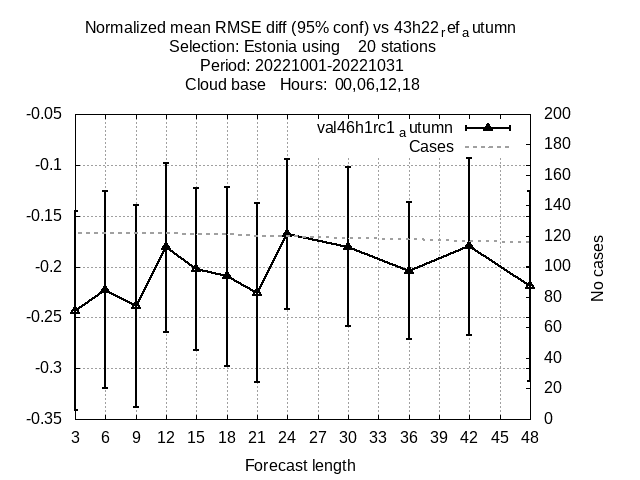 Normalized mean RMSE diff (95% conf) vs 43h22refautumn
Selection: Estonia using 20 stations
Period: 20221001-20221031
Cloud base Hours: 00,06,12,18
-0.05 200
val46h1rc1autumn
180
Cases
-0.1 160
140
-0.15
120
-0.2 100
80
-0.25
60
-0.3
40
20
-0.35 0
3 6 9 12 15 18 21 24 27 30 33 36 39 42 45 48
Forecast length
No cases